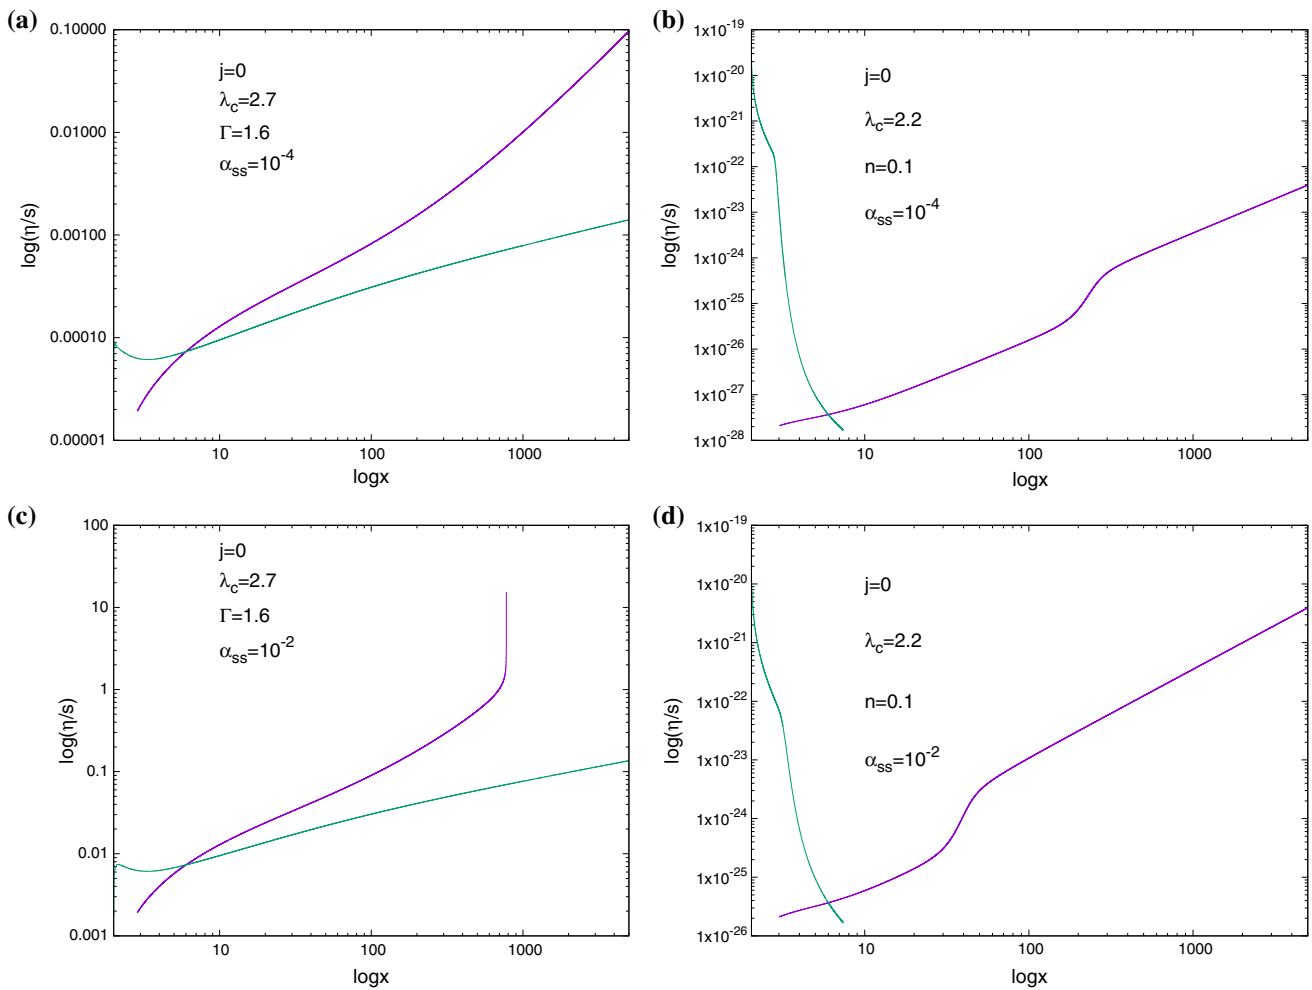 (a)
0.10000
0.01000
0.00100
0.00010
0.00001
log(η/s)
j=0
λc=2.7
Γ=1.6
αss=10-4
10
100
1000
logx
(b)
1x10-19
1x10-20
1x10-21
1x10-22
1x10-23
1x10-24
1x10-25
1x10-26
1x10-27
1x10-28
log(η/s)
j=0
λc=2.2
n=0.1
αss=10-4
10
100
1000
logx
(c)
100
10
1
0.1
0.01
0.001
log(η/s)
j=0
λc=2.7
Γ=1.6
αss=10-2
10
100
1000
logx
(d)
1x10-19
1x10-20
1x10-21
1x10-22
1x10-23
1x10-24
1x10-25
1x10-26
log(η/s)
j=0
λc=2.2
n=0.1
αss=10-2
10
100
1000
logx